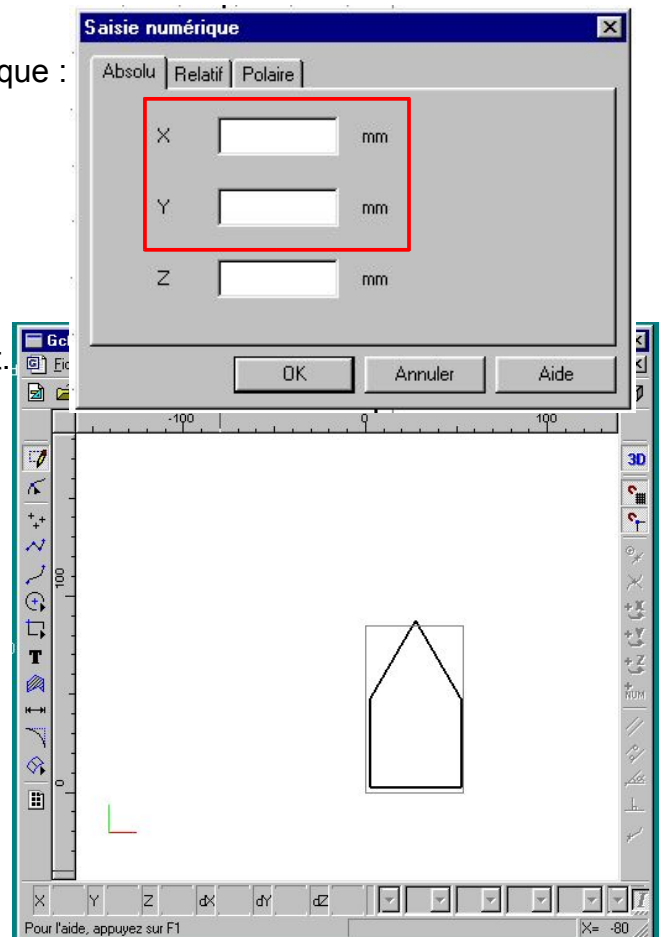 Saisie numérique
que :
Absolu Relatif Polaire
X mm
Y mm
Z mm
t.
OK Annuler Aide
-100 0 100
3D
100
T
+X
+Y
+Z
+
NUM
0
X Y Z dX dY dZ
Pour l'aide, appuyez sur F1 X= -80